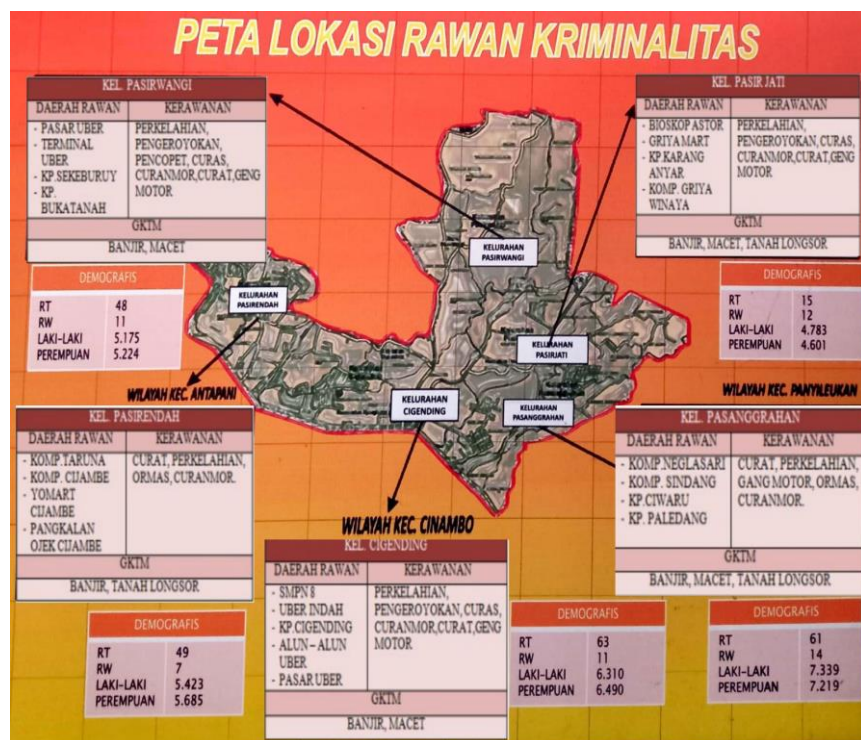 PETA LOKASI RAWAN KRIMINALITAS
KEL. PASIRWANGI
DAERAH RAWAN
KERAWANAN
- PASAR UBER
- TERMINAL
UBER
- KP.SEKEBURUY
- KP.
BUKATANAH
PERKELAHIAN,
PENGEROYOKAN,
PENCOPET, CURAS,
CURANMOR,CURAT,GENG
MOTOR
GKTM
BANJIR, MACET
DEMOGRAFIS
RT 48
RW 11
LAKI-LAKI 5.175
PEREMPUAN 5.224
KEL. PASIR JATI
DAERAH RAWAN
KERAWANAN
- BIOSKOP ASTOR
- GRIYA MART
- KP.KARANG
ANYAR
- KOMP. GRIYA
WINAYA
PERKELAHIAN,
PENGEROYOKAN, CURAS,
CURANMOR,CURAT,GENG
MOTOR
GKTM
BANJIR, MACET, TANAH LONGSOR
DEMOGRAFIS
RT 15
RW 12
LAKI-LAKI 4.783
PEREMPUAN 4.601
KELURAHAN
PASIRWANGI
KELURAHAN
PASIRENDAH
KELURAHAN
PASIRJATI
KELURAHAN
CIGENDING
KELURAHAN
PASANGGRAHAN
WILAYAH KEC. ANTAPANI
WILAYAH KEC. PANYILEUKAN
WILAYAH KEC. CINAMBO
KEL. PASIRENDAH
DAERAH RAWAN
KERAWANAN
- KOMP.TARUNA
- KOMP. CIJAMBE
- YOMART
CIJAMBE
- PANGKALAN
OJEK CIJAMBE
CURAT, PERKELAHIAN,
ORMAS, CURANMOR.
GKTM
BANJIR, TANAH LONGSOR
DEMOGRAFIS
RT 49
RW 7
LAKI-LAKI 5.423
PEREMPUAN 5.685
KEL. CIGENDING
DAERAH RAWAN
KERAWANAN
- SMPN 8
- UBER INDAH
- KP.CIGENDING
- ALUN – ALUN
UBER
- PASAR UBER
PERKELAHIAN,
PENGEROYOKAN, CURAS,
CURANMOR,CURAT,GENG
MOTOR
GKTM
BANJIR, MACET
DEMOGRAFIS
RT 63
RW 11
LAKI-LAKI 6.310
PEREMPUAN 6.490
KEL. PASANGGRAHAN
DAERAH RAWAN
KERAWANAN
- KOMP.NEGLASARI
- KOMP. SINDANG
- KP.CIWARU
- KP. PALEDANG
CURAT, PERKELAHIAN,
GANG MOTOR, ORMAS,
CURANMOR.
GKTM
BANJIR, MACET, TANAH LONGSOR
DEMOGRAFIS
RT 61
RW 14
LAKI-LAKI 7.339
PEREMPUAN 7.219